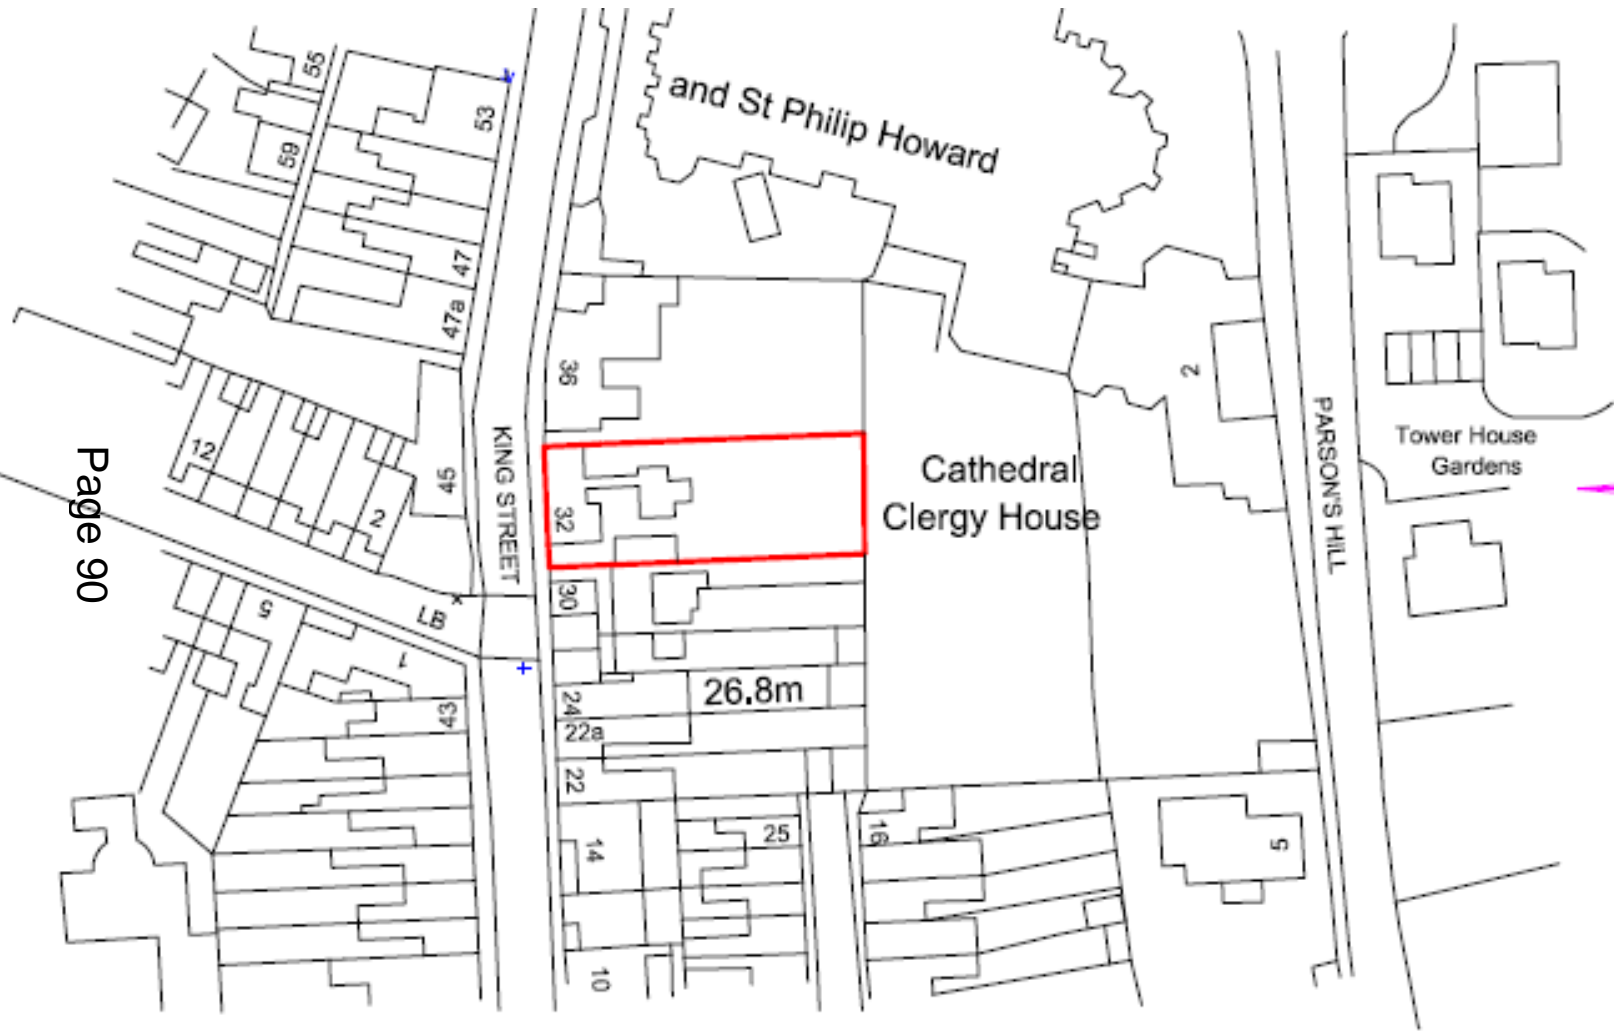 55
53
and St Philip Howard
59
47
47a
36
2
PARSON'S HILL
Tower House
Gardens
12
45
KING STREET
Cathedral
Clergy House
2
32
Page 90
30
5
LB
1
26.8m
24
43
22a
22
14
25
16
5
10